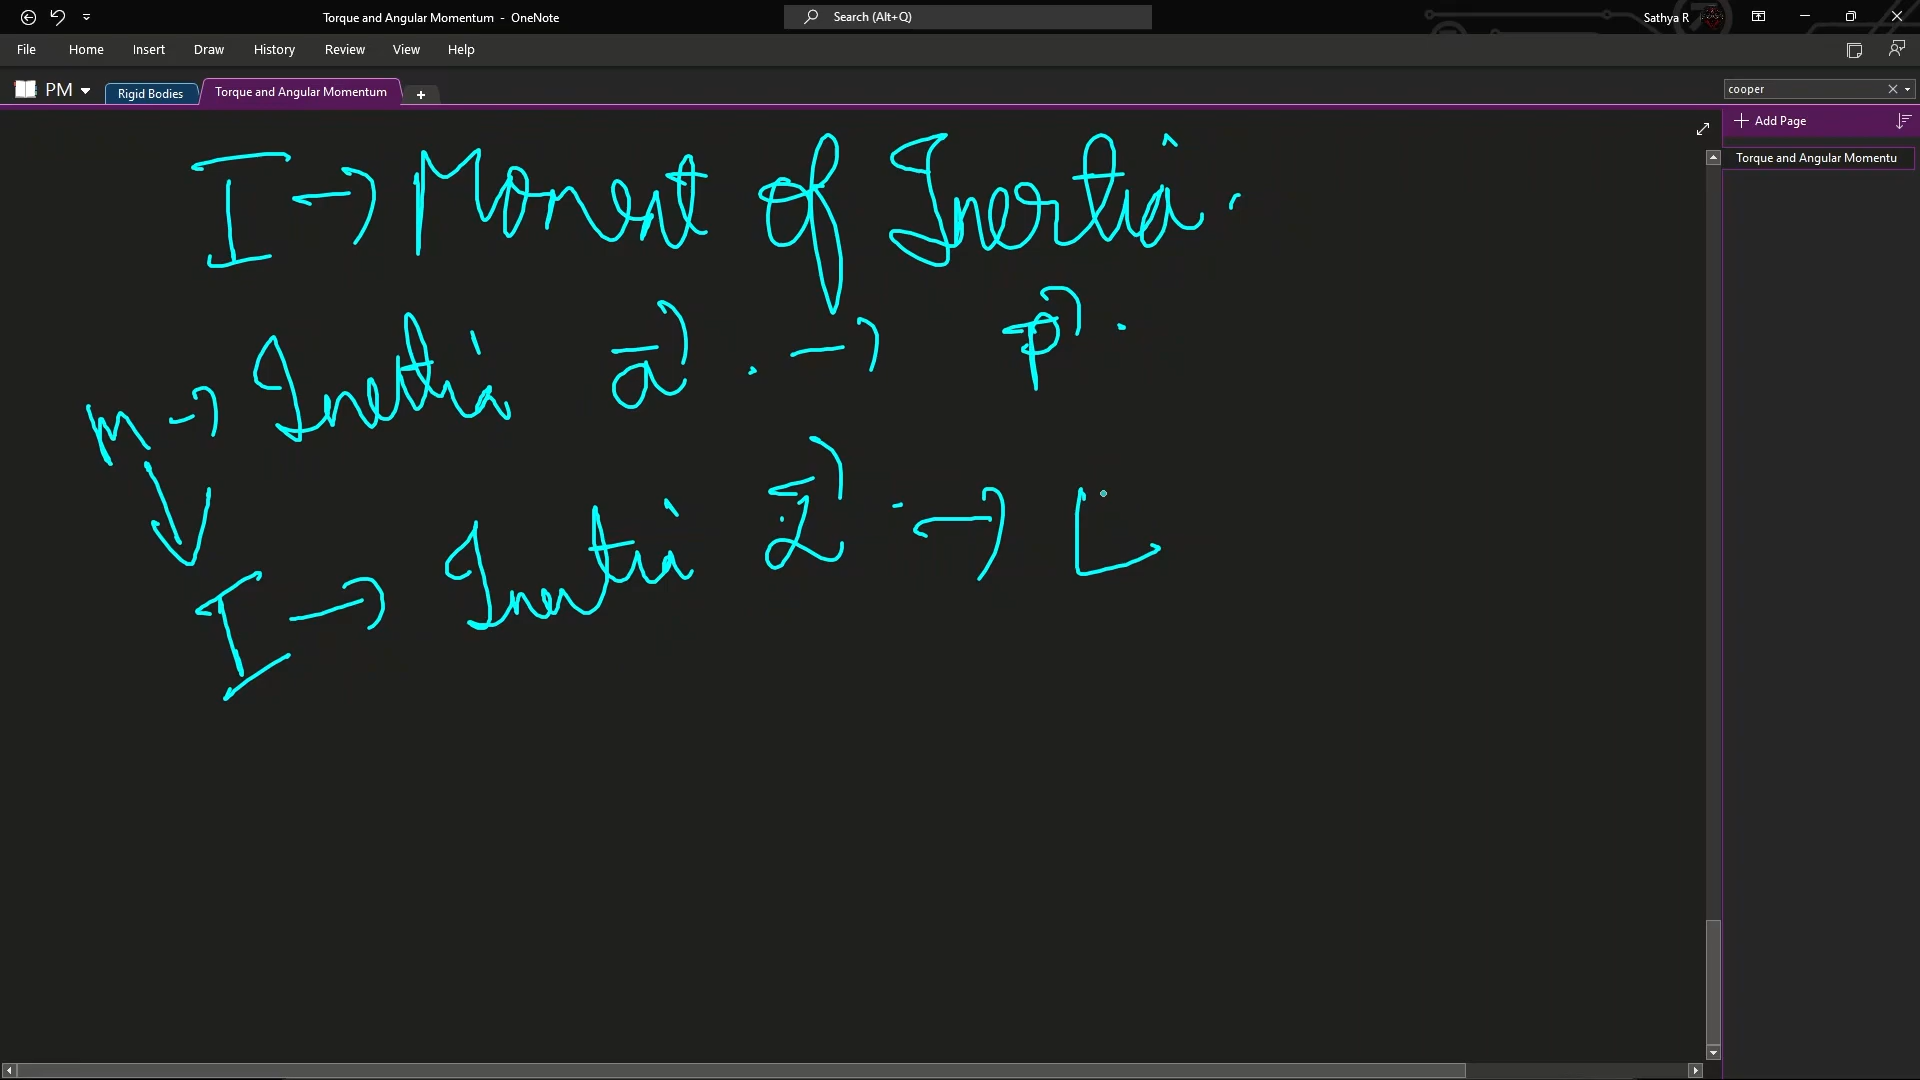 Torque and Angular Momentum - OneNote
Search (Alt+Q)
Sathya R
File Home Insert Draw History Review View Help
PM
Rigid Bodies
Torque and Angular Momentum
cooper
Add Page
Torque and Angular Momentu
I → Moment of Inertia.
m → Inertia a⃗ . → p⃗ .
I → Inertia α⃗ . → L